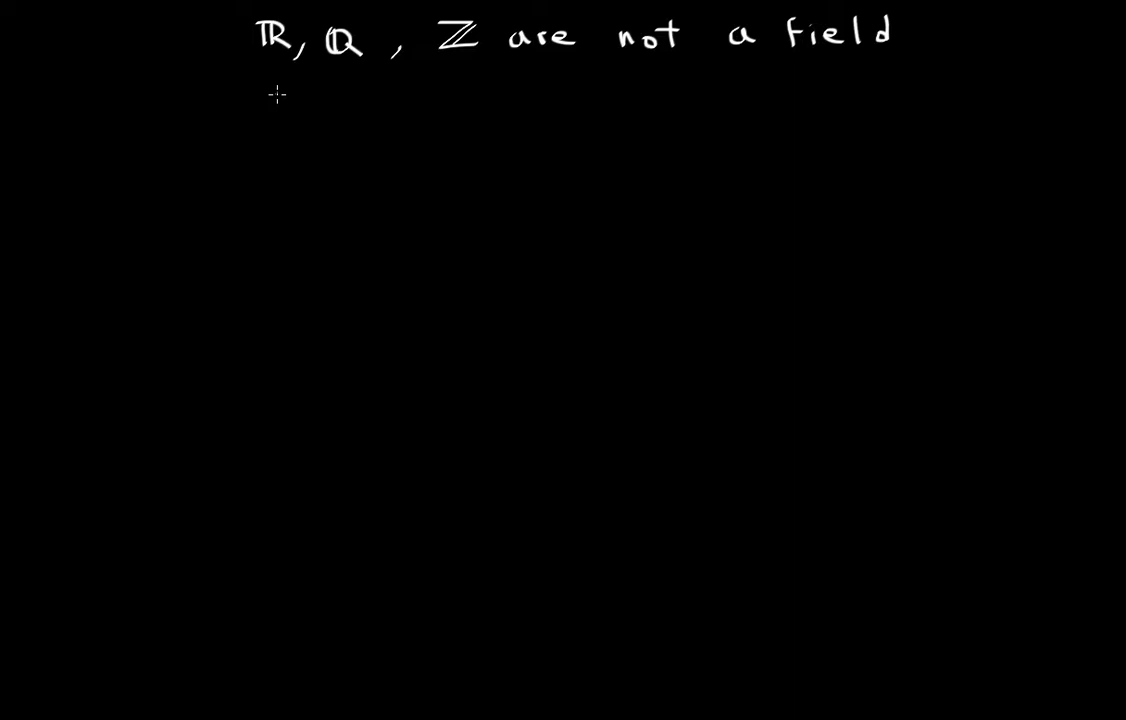 ℝ, ℚ, ℤ are not a field